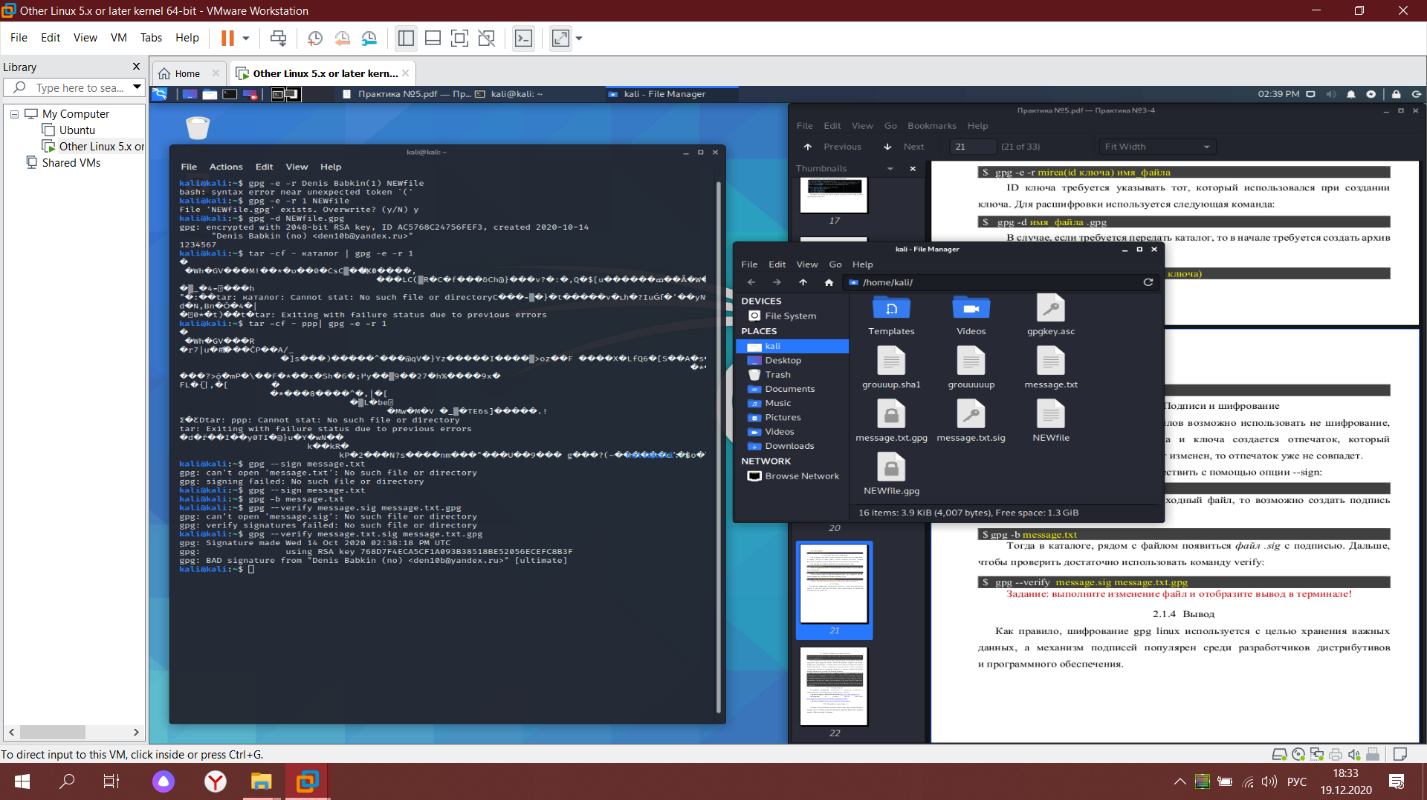 Other Linux 5.x or later kernel 64-bit - VMware Workstation
File Edit View VM Tabs Help
Library
Type here to sea...
My Computer
Ubuntu
Other Linux 5.x or
Shared VMs
Home
Other Linux 5.x or later kern...
Практика №5.pdf — Пр...
kali@kali: ~
kali - File Manager
02:39 PM
kali@kali: ~
File Actions Edit View Help
kali@kali:~$ gpg -e -r Denis Babkin(1) NEWfile
bash: syntax error near unexpected token `('
kali@kali:~$ gpg -e -r 1 NEWfile
File 'NEWfile.gpg' exists. Overwrite? (y/N) y
kali@kali:~$ gpg -d NEWfile.gpg
gpg: encrypted with 2048-bit RSA key, ID AC5768C24756FEF3, created 2020-10-14
"Denis Babkin (no) <den10b@yandex.ru>"
1234567
kali@kali:~$ tar -cf - каталог | gpg -e -r 1
tar: каталог: Cannot stat: No such file or directory
tar: Exiting with failure status due to previous errors
kali@kali:~$ tar -cf - ppp| gpg -e -r 1
tar: ppp: Cannot stat: No such file or directory
tar: Exiting with failure status due to previous errors
kali@kali:~$ gpg --sign message.txt
gpg: can't open 'message.txt': No such file or directory
gpg: signing failed: No such file or directory
kali@kali:~$ gpg --sign message.txt
kali@kali:~$ gpg -b message.txt
kali@kali:~$ gpg --verify message.sig message.txt.gpg
gpg: can't open 'message.sig': No such file or directory
gpg: verify signatures failed: No such file or directory
kali@kali:~$ gpg --verify message.txt.sig message.txt.gpg
gpg: Signature made Wed 14 Oct 2020 02:38:18 PM UTC
gpg: using RSA key 768D7F4ECA5CF1A093B38518BE52056ECEFC8B3F
gpg: BAD signature from "Denis Babkin (no) <den10b@yandex.ru>" [ultimate]
kali@kali:~$
Практика №5.pdf — Практика №3-4
File Edit View Go Bookmarks Help
Previous Next 21 (21 of 33) Fit Width
Thumbnails
17
20
21
22
$ gpg -e -r mirea(id ключа) имя_файла
ID ключа требуется указывать тот, который использовался при создании
ключа. Для расшифровки используется следующая команда:
$ gpg -d имя_файла .gpg
В случае, если требуется передать каталог, то в начале требуется создать архив
ключа)
Подписи и шифрование
лов возможно использовать не шифрование,
а и ключа создается отпечаток, который
т изменен, то отпечаток уже не совпадет.
ествить с помощью опции --sign:
ходный файл, то возможно создать подпись
$ gpg -b message.txt
Тогда в каталоге, рядом с файлом появиться файл .sig с подписью. Дальше,
чтобы проверить достаточно использовать команду verify:
$ gpg --verify message.sig message.txt.gpg
Задание: выполните изменение файл и отобразите вывод в терминале!
2.1.4 Вывод
Как правило, шифрование gpg linux используется с целью хранения важных
данных, а механизм подписей популярен среди разработчиков дистрибутивов
и программного обеспечения.
kali - File Manager
File Edit View Go Help
/home/kali/
DEVICES
File System
PLACES
kali
Desktop
Trash
Documents
Music
Pictures
Videos
Downloads
NETWORK
Browse Network
Templates Videos gpgkey.asc
grouuup.sha1 grouuuuup message.txt
message.txt.gpg message.txt.sig NEWfile
NEWfile.gpg
16 items: 3.9 KiB (4,007 bytes), Free space: 1.3 GiB
To direct input to this VM, click inside or press Ctrl+G.
РУС
18:33
19.12.2020